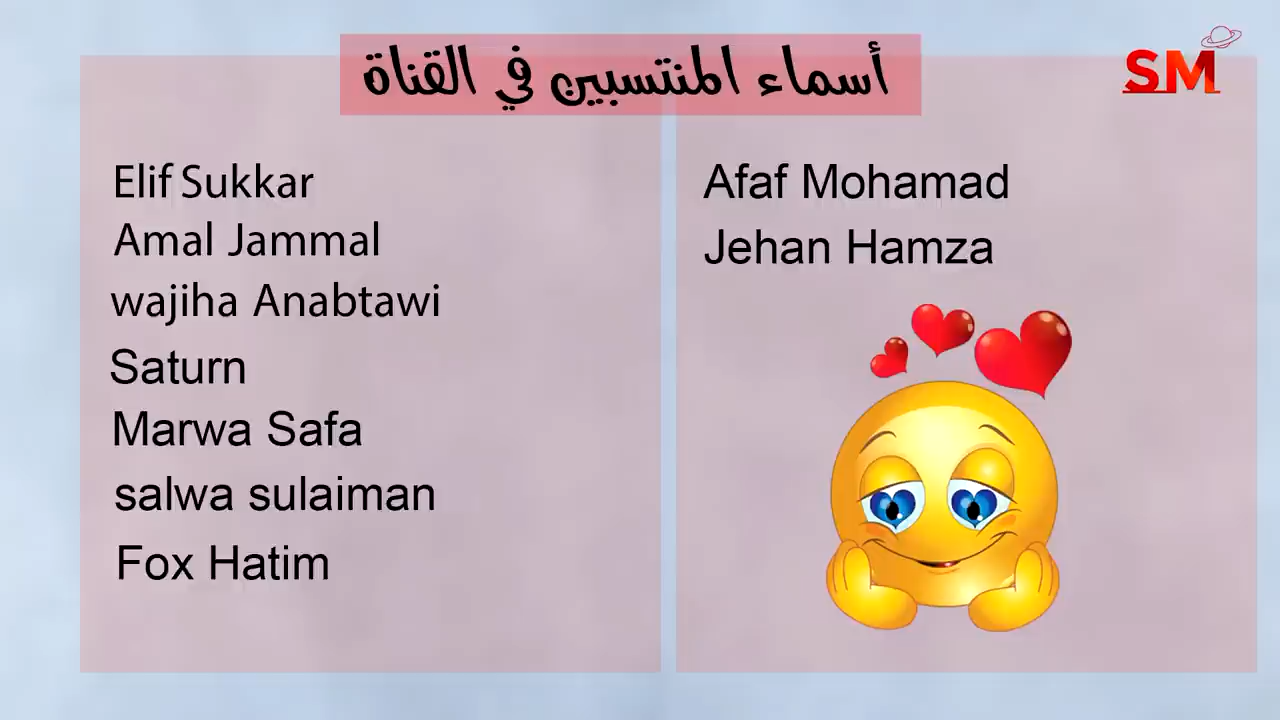 أسماء المنتسبين في القناة
SM
Elif Sukkar
Amal Jammal
wajiha Anabtawi
Saturn
Marwa Safa
salwa sulaiman
Fox Hatim
Afaf Mohamad
Jehan Hamza